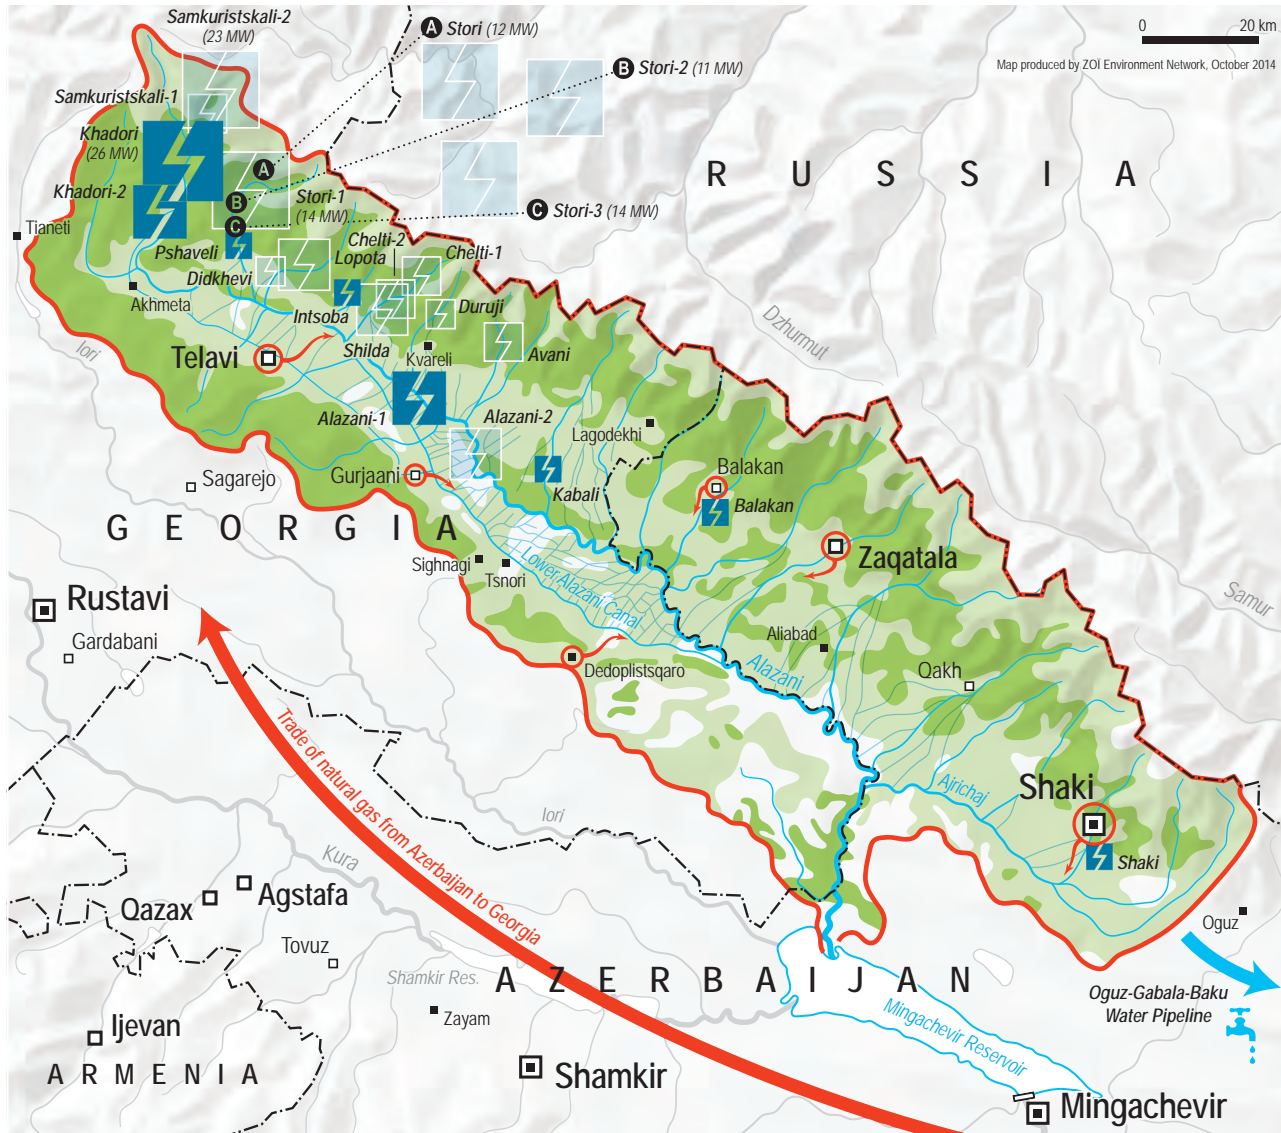 Samkuristskali-2
(23 MW)
A Stori (12 MW)
B Stori-2 (11 MW)
0 20 km
Map produced by ZOÏ Environment Network, October 2014
Samkuristskali-1
Khadori
(26 MW)
Khadori-2
A
B
C
Stori-1
(14 MW)
C Stori-3 (14 MW)
RUSSIA
Tianeti
Pshaveli
Didkhevi
Chelti-2
Lopota
Chelti-1
Akhmeta
Intsoba
Duruji
Dzhurmut
Iori
Telavi
Shilda
Kvareli
Avani
Alazani-1
Alazani-2
Lagodekhi
Sagarejo
Gurjaani
Kabali
Balakan
Balakan
GEORGIA
Sighnagi
Tsnori
Lower Alazani Canal
Zaqatala
Samur
Rustavi
Gardabani
Aliabad
Dedoplistsqaro
Alazani
Qakh
Trade of natural gas from Azerbaijan to Georgia
Ajrichaj
Shaki
Iori
Kura
Shaki
Agstafa
Qazax
Oguz
Tovuz
Shamkir Res.
AZERBAIJAN
Oguz-Gabala-Baku
Water Pipeline
Zayam
Mingachevir Reservoir
Ijevan
ARMENIA
Shamkir
Mingachevir